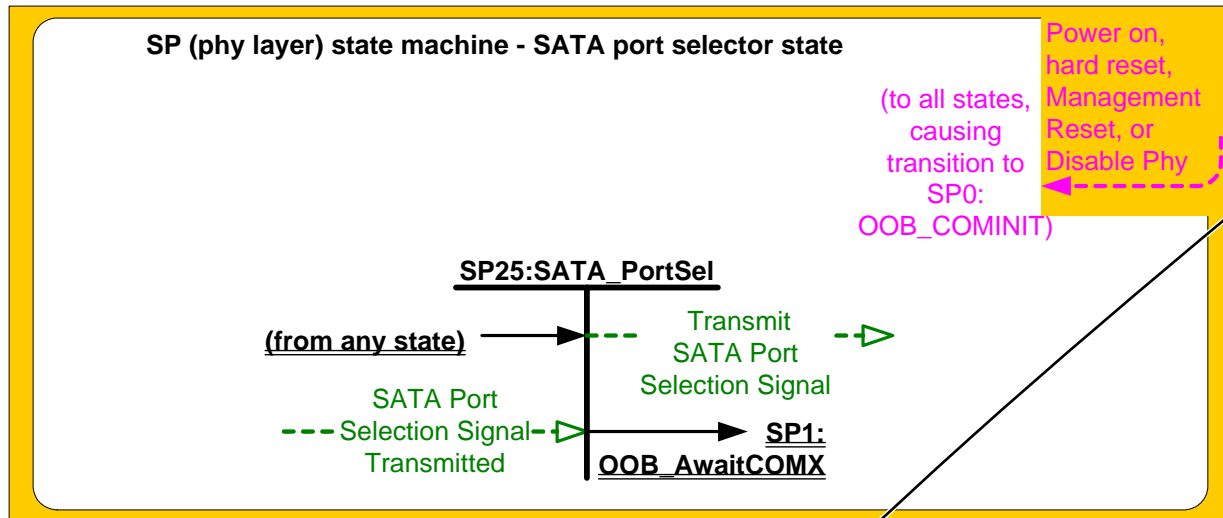 SP (phy layer) state machine - SATA port selector state
Power on,
hard reset,
Management
Reset, or
Disable Phy
(to all states,
causing
transition to
SP0:
OOB_COMINIT)
SP25:SATA_PortSel
(from any state)
Transmit
SATA Port
Selection Signal
SATA Port
Selection Signal
Transmitted
SP1:
OOB_AwaitCOMX